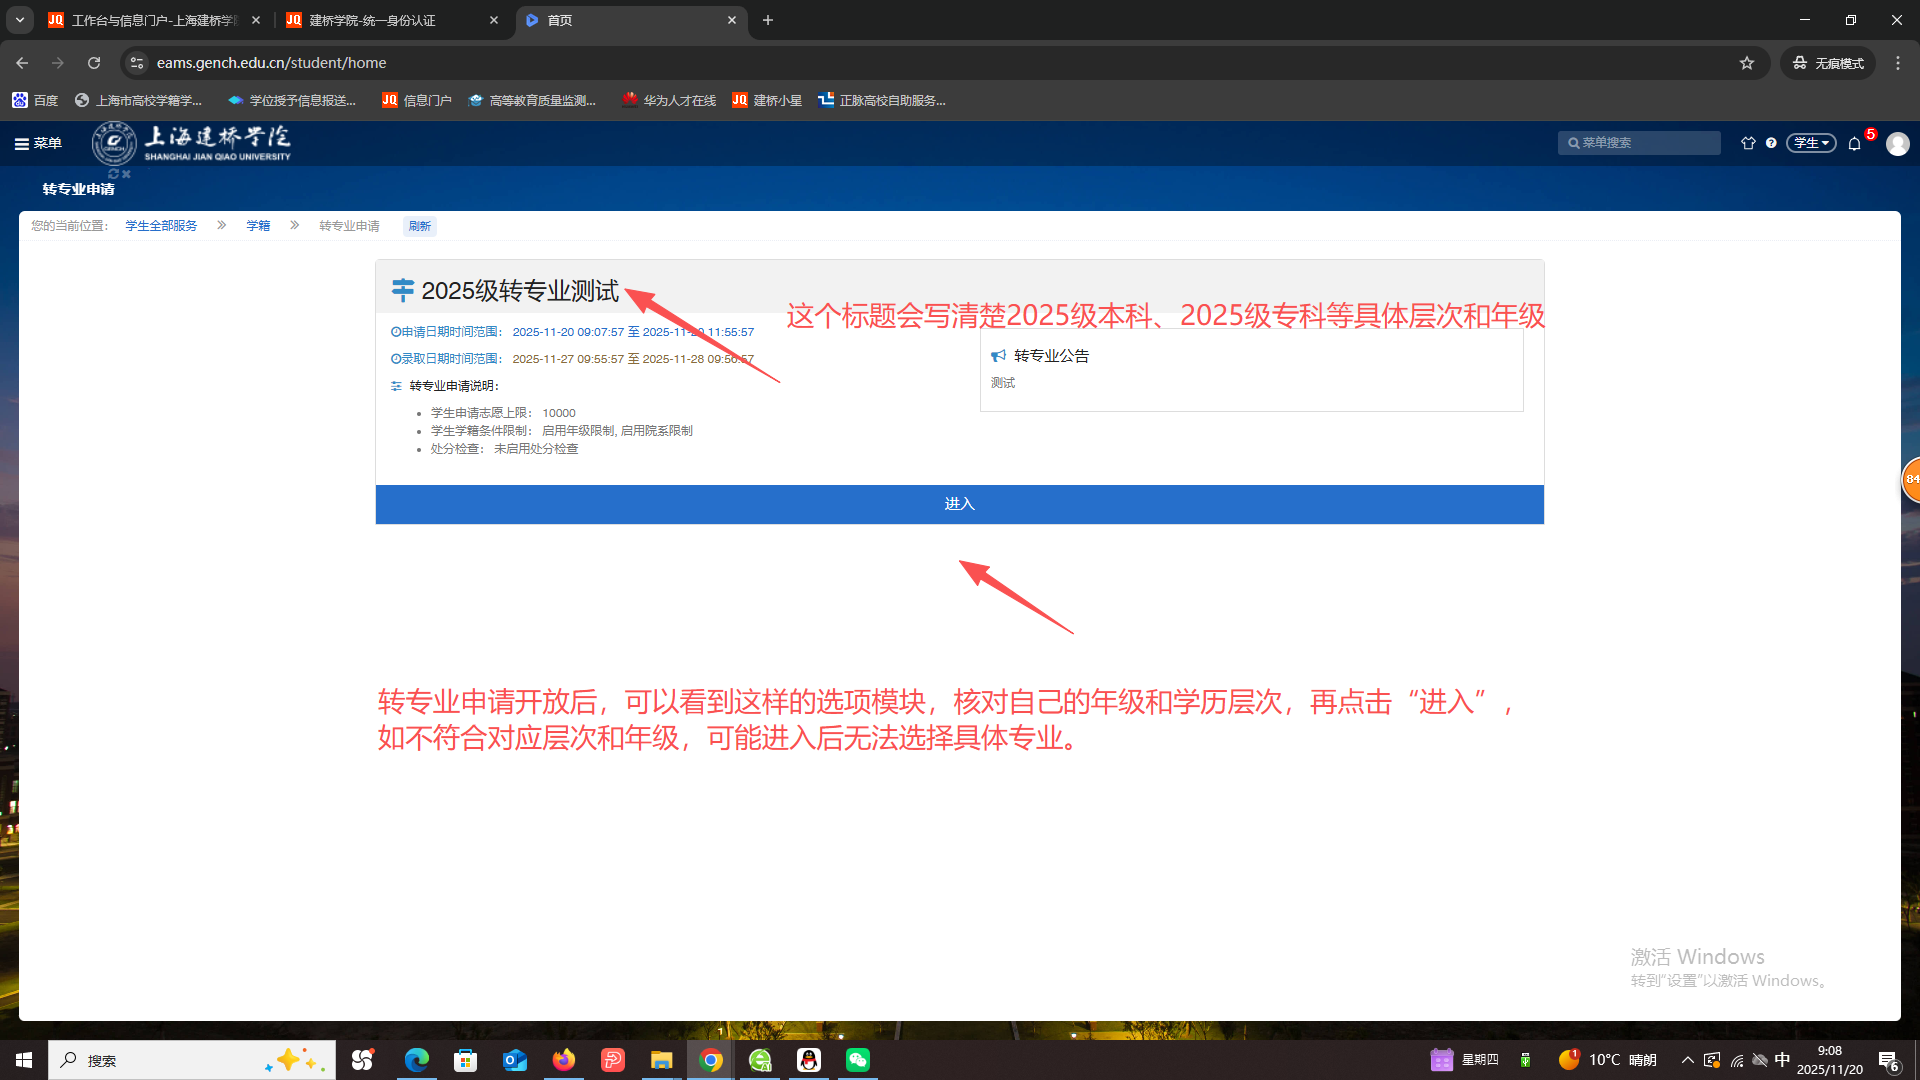 工作台与信息门户-上海建桥学院
建桥学院-统一身份认证
首页
eams.gench.edu.cn/student/home
无痕模式
百度
上海市高校学籍学...
学位授予信息报送...
信息门户
高等教育质量监测...
华为人才在线
建桥小星
正脉高校自助服务...
菜单
上海建桥学院
SHANGHAI JIAN QIAO UNIVERSITY
菜单搜索
学生
5
转专业申请
您的当前位置：
学生全部服务
学籍
转专业申请
刷新
2025级转专业测试
这个标题会写清楚2025级本科、2025级专科等具体层次和年级
申请日期时间范围： 2025-11-20 09:07:57 至 2025-11-20 11:55:57
录取日期时间范围： 2025-11-27 09:55:57 至 2025-11-28 09:56:57
转专业公告
测试
转专业申请说明：
学生申请志愿上限： 10000
学生学籍条件限制： 启用年级限制, 启用院系限制
处分检查： 未启用处分检查
84
进入
转专业申请开放后，可以看到这样的选项模块，核对自己的年级和学历层次，再点击“进入”，
如不符合对应层次和年级，可能进入后无法选择具体专业。
激活 Windows
转到“设置”以激活 Windows。
搜索
星期四
1
10°C 晴朗
中
9:08
2025/11/20
6